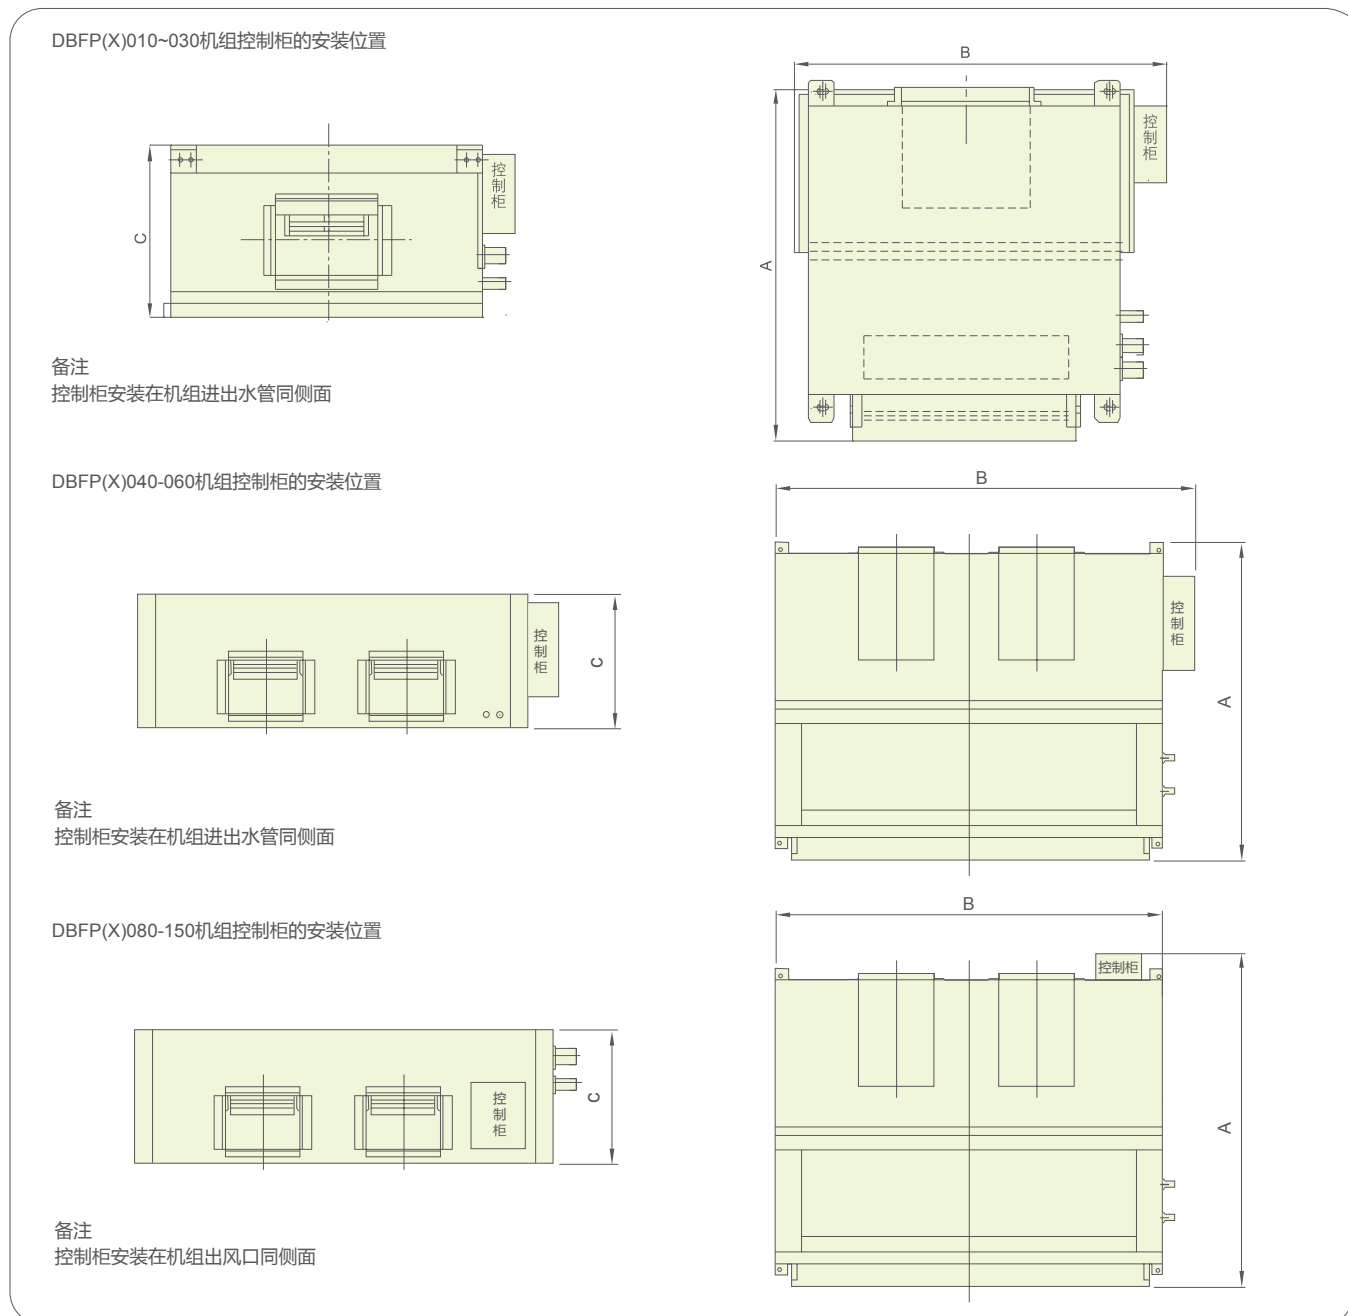 DBFP(X)010~030机组控制柜的安装位置
B
控制柜
控制柜
C
A
备注
控制柜安装在机组进出水管同侧面
DBFP(X)040-060机组控制柜的安装位置
B
控制柜
C
控制柜
A
备注
控制柜安装在机组进出水管同侧面
DBFP(X)080-150机组控制柜的安装位置
B
控制柜
控制柜
C
A
备注
控制柜安装在机组出风口同侧面